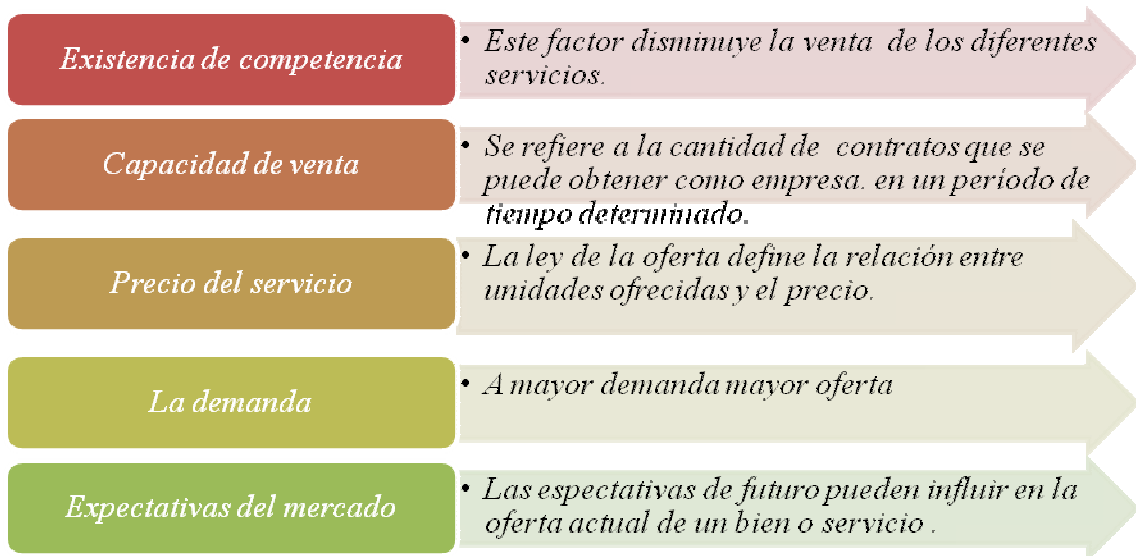 Existencia de competencia
• Este factor disminuye la venta de los diferentes
servicios.
Capacidad de venta
• Se refiere a la cantidad de contratos que se
puede obtener como empresa. en un período de
tiempo determinado.
Precio del servicio
• La ley de la oferta define la relación entre
unidades ofrecidas y el precio.
La demanda
• A mayor demanda mayor oferta
Expectativas del mercado
• Las espectativas de futuro pueden influir en la
oferta actual de un bien o servicio .